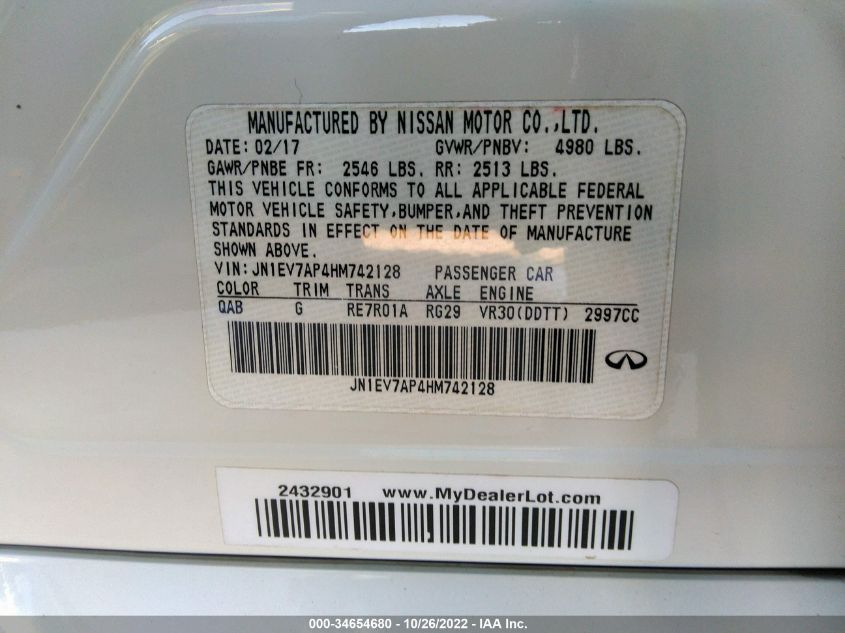 MANUFACTURED BY NISSAN MOTOR CO.,LTD.
DATE: 02/17 GVWR/PNBV: 4980 LBS.
GAWR/PNBE FR: 2546 LBS. RR: 2513 LBS.
THIS VEHICLE CONFORMS TO ALL APPLICABLE FEDERAL
MOTOR VEHICLE SAFETY,BUMPER,AND THEFT PREVENTION
STANDARDS IN EFFECT ON THE DATE OF MANUFACTURE
SHOWN ABOVE.
VIN:JN1EV7AP4HM742128 PASSENGER CAR
COLOR TRIM TRANS AXLE ENGINE
QAB G RE7R01A RG29 VR30(DDTT) 2997CC
JN1EV7AP4HM742128
2432901 www.MyDealerLot.com
000-34654680 - 10/26/2022 - IAA Inc.